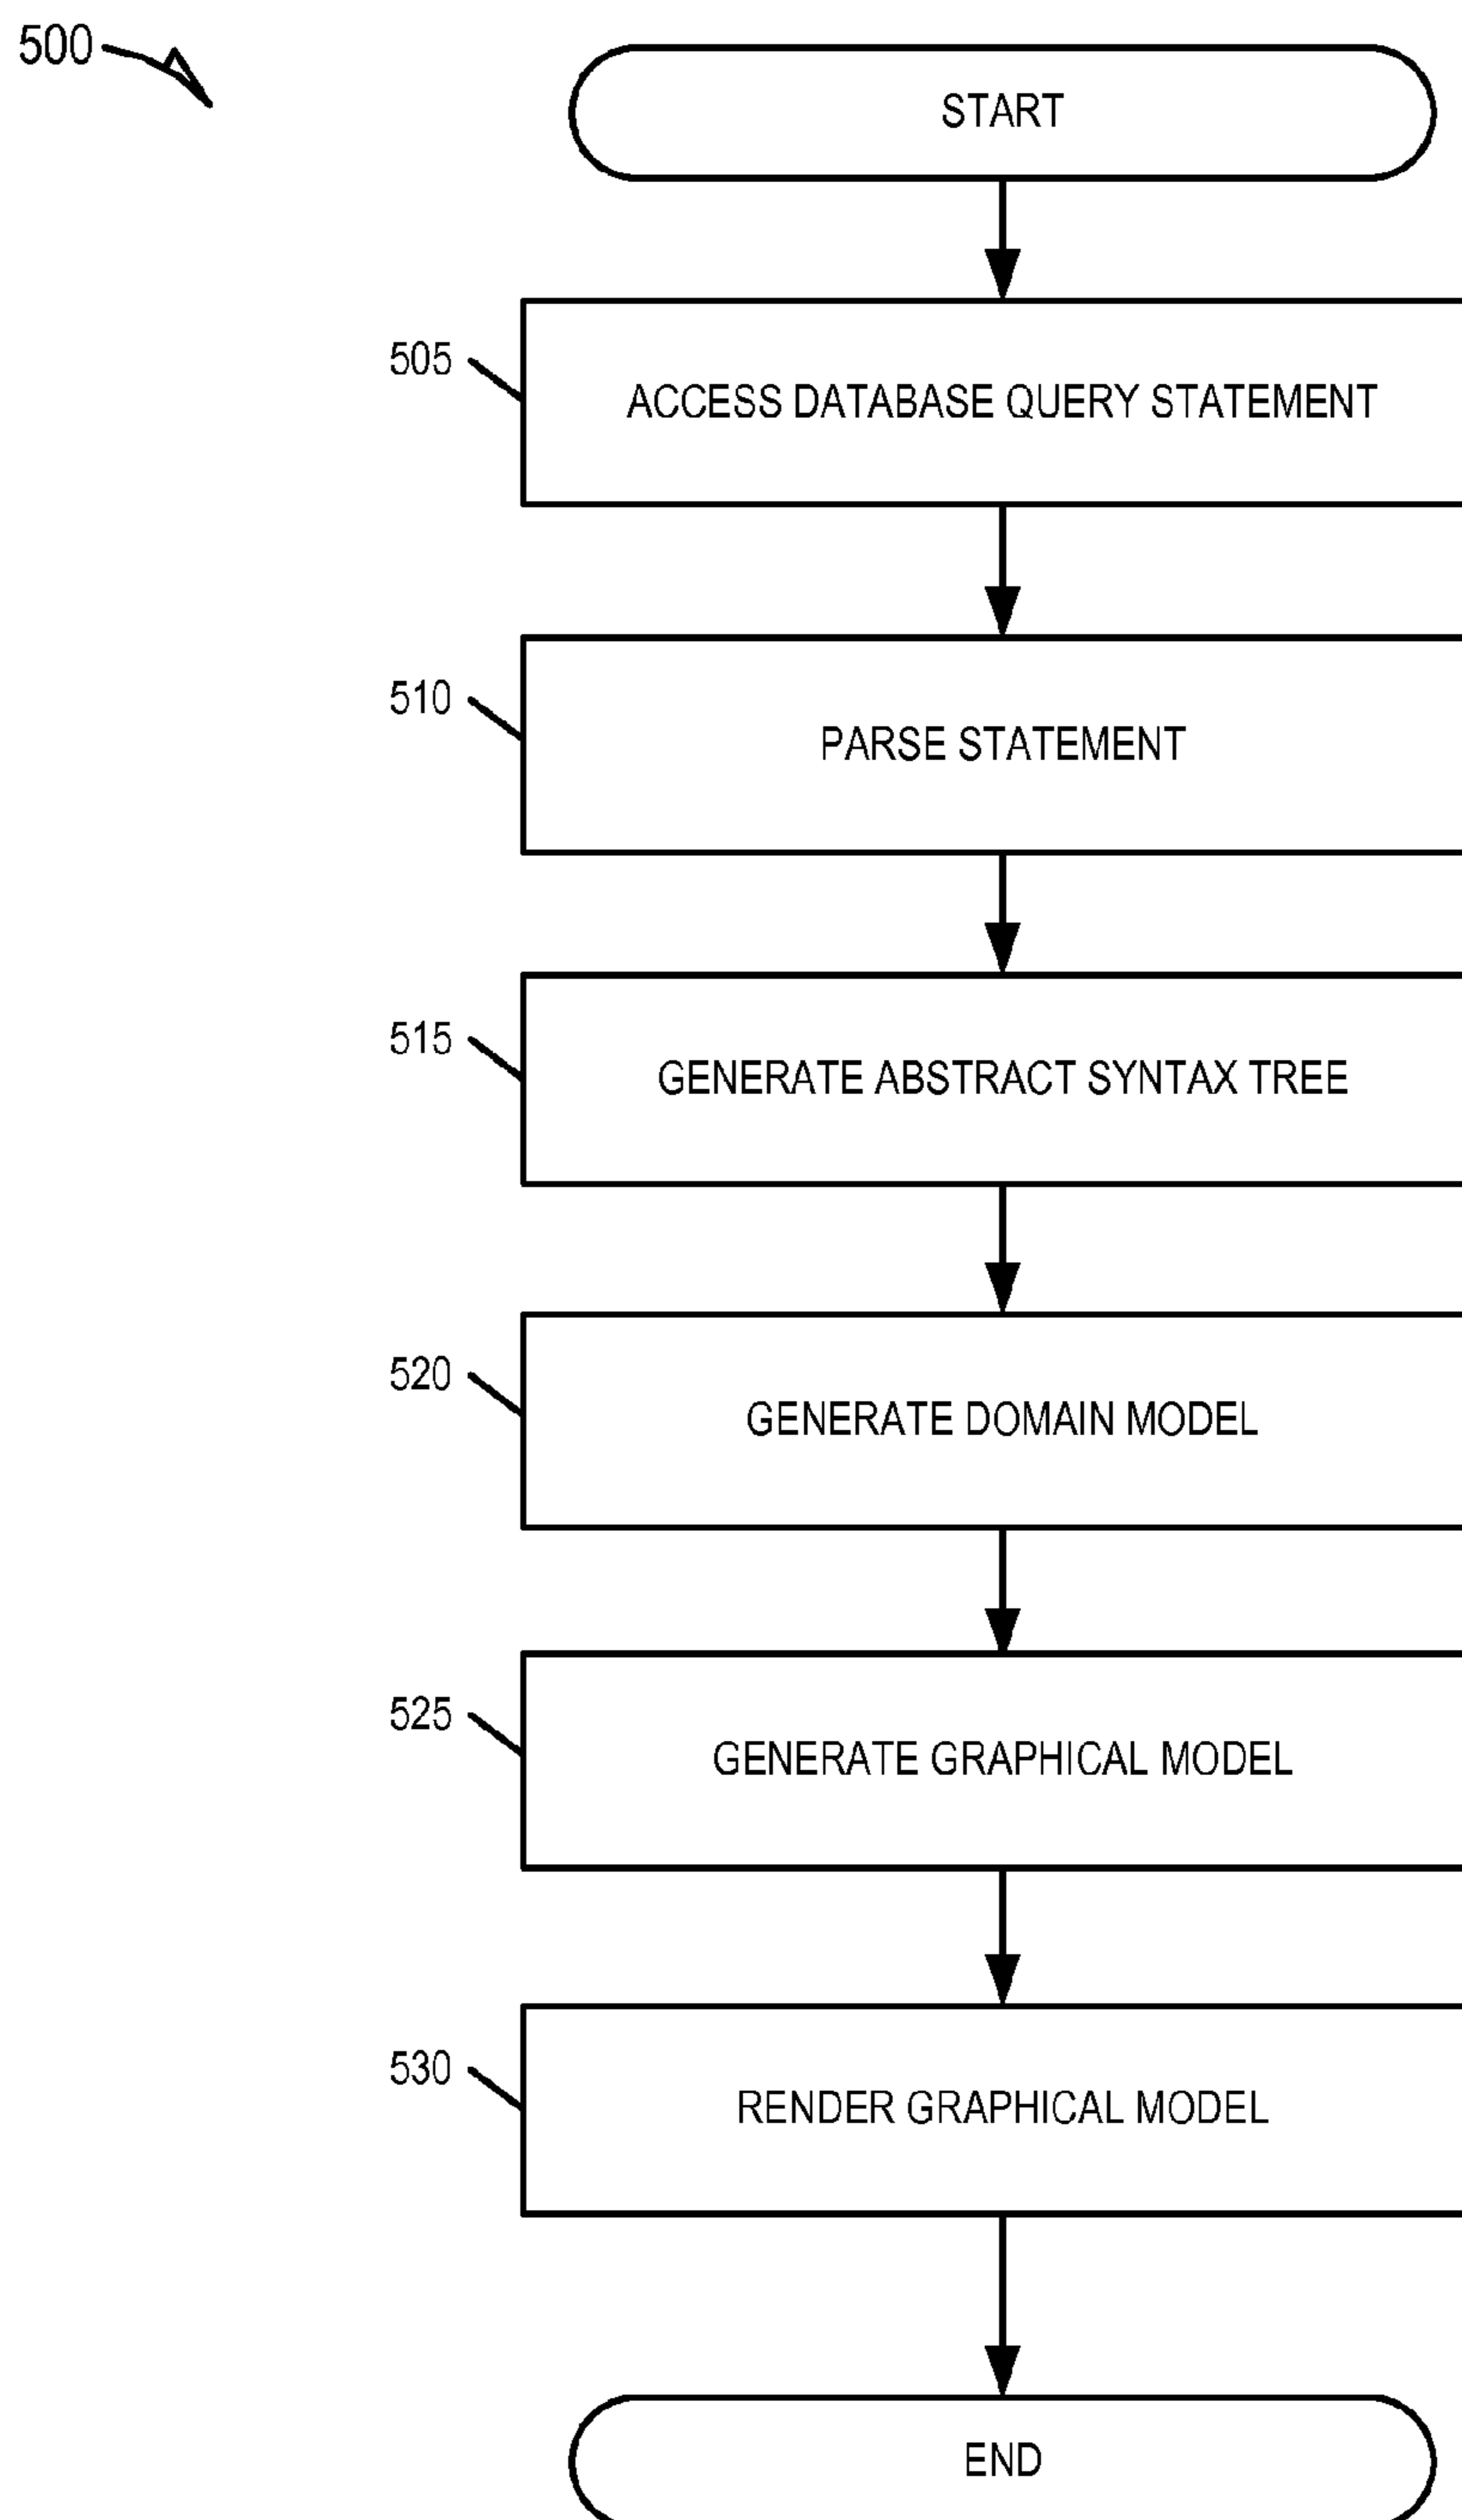 500
START
505
ACCESS DATABASE QUERY STATEMENT
510
PARSE STATEMENT
515
GENERATE ABSTRACT SYNTAX TREE
520
GENERATE DOMAIN MODEL
525
GENERATE GRAPHICAL MODEL
530
RENDER GRAPHICAL MODEL
END